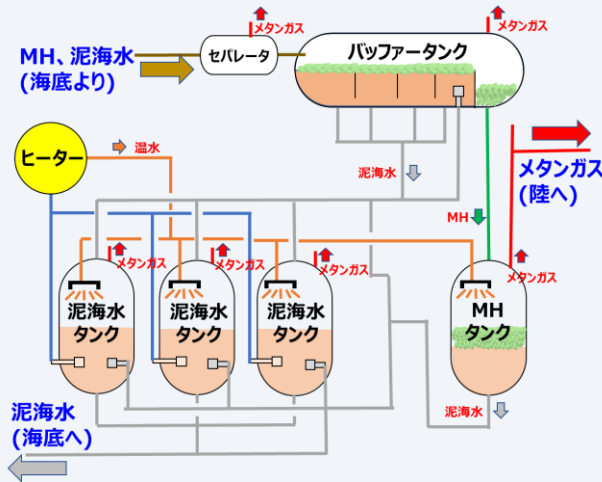 メタンガス
メタンガス
MH、泥海水
(海底より)
セパレータ
バッファータンク
ヒーター
温水
泥海水
メタンガス
(陸へ)
MH
メタンガス
メタンガス
メタンガス
メタンガス
泥海水
タンク
泥海水
タンク
泥海水
タンク
MH
タンク
泥海水
(海底へ)
泥海水